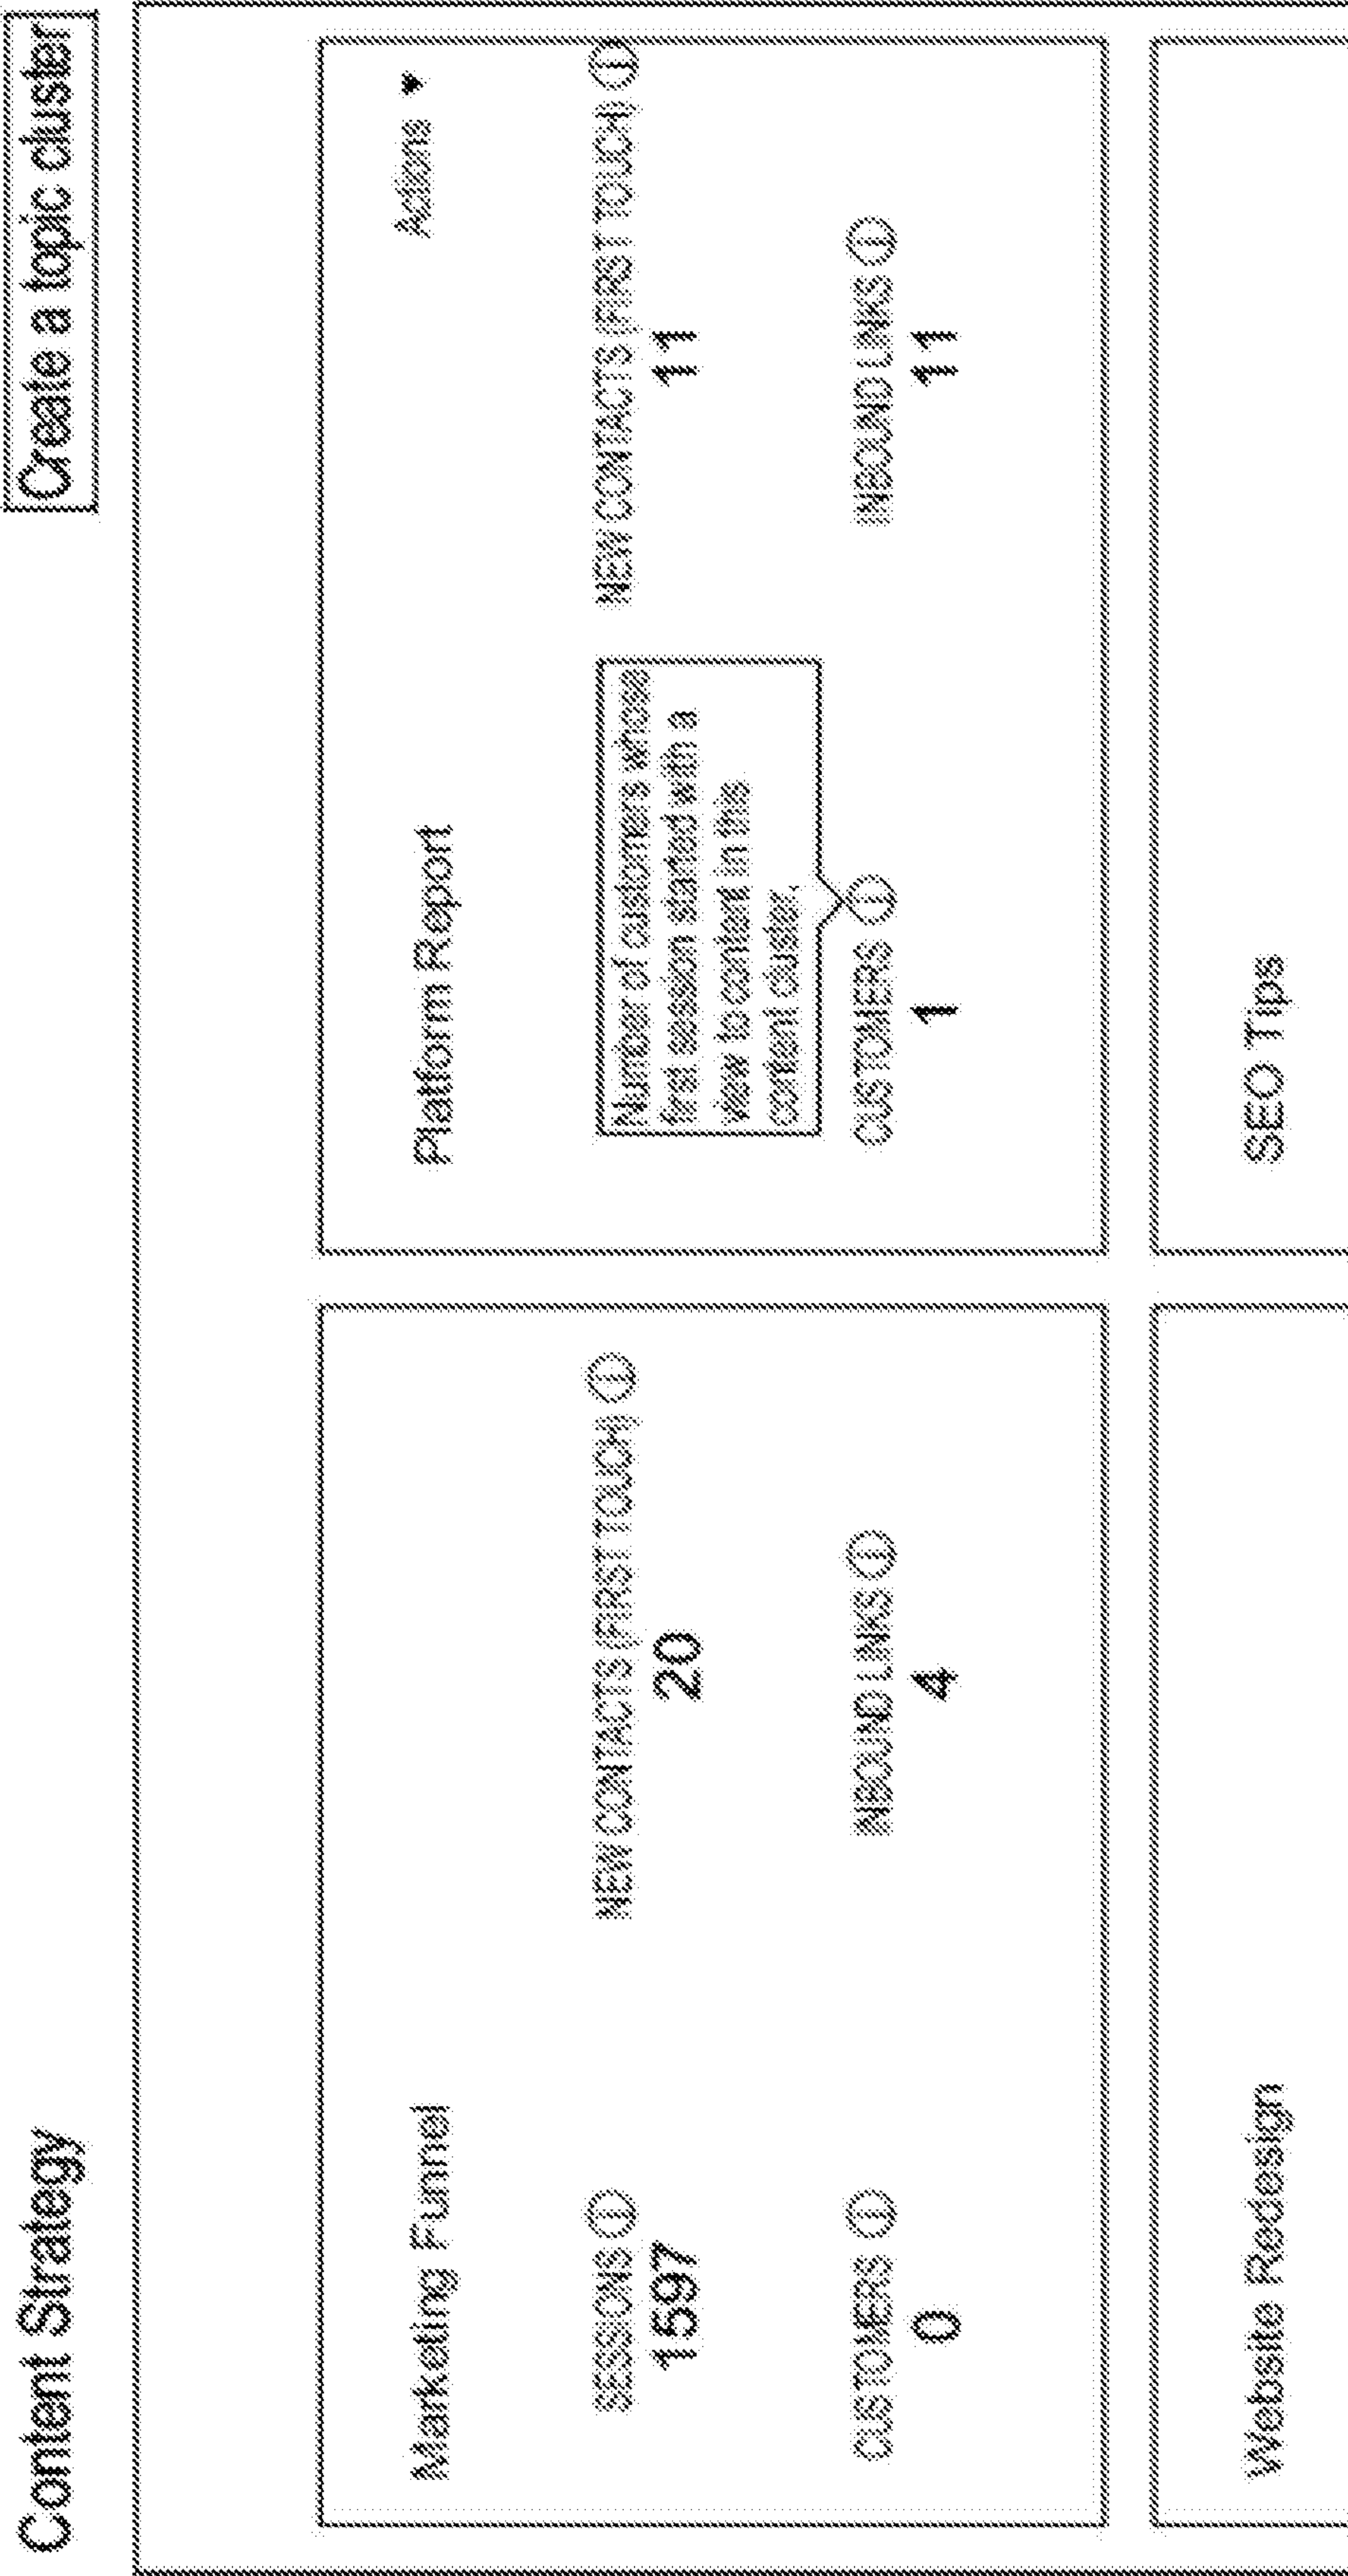 Content Strategy
Create a topic cluster
Marketing Funnel
SESSIONS ⓘ
1597
NEW CONTACTS (FIRST TOUCH) ⓘ
20
CUSTOMERS ⓘ
0
INBOUND LINKS ⓘ
4
Platform Report
Actions ▼
Number of customers whose
first session started with a
view to content in this
content cluster.
NEW CONTACTS (FIRST TOUCH) ⓘ
11
CUSTOMERS ⓘ
1
INBOUND LINKS ⓘ
11
Website Redesign
SEO Tips